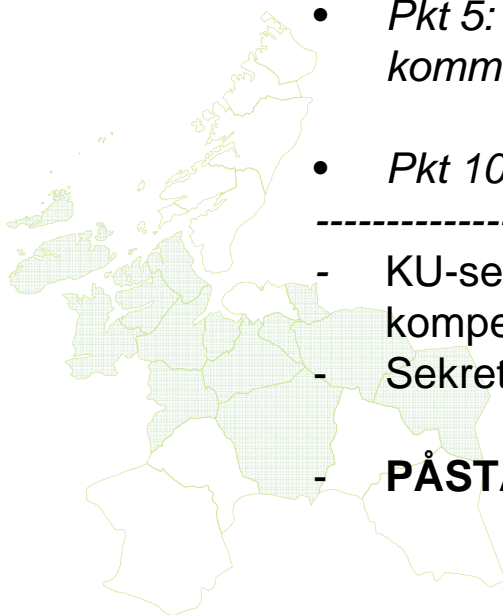 • Pkt 5:
komm
• Pkt 10
--------------
- KU-se
kompe
- Sekret
- PÅSTA